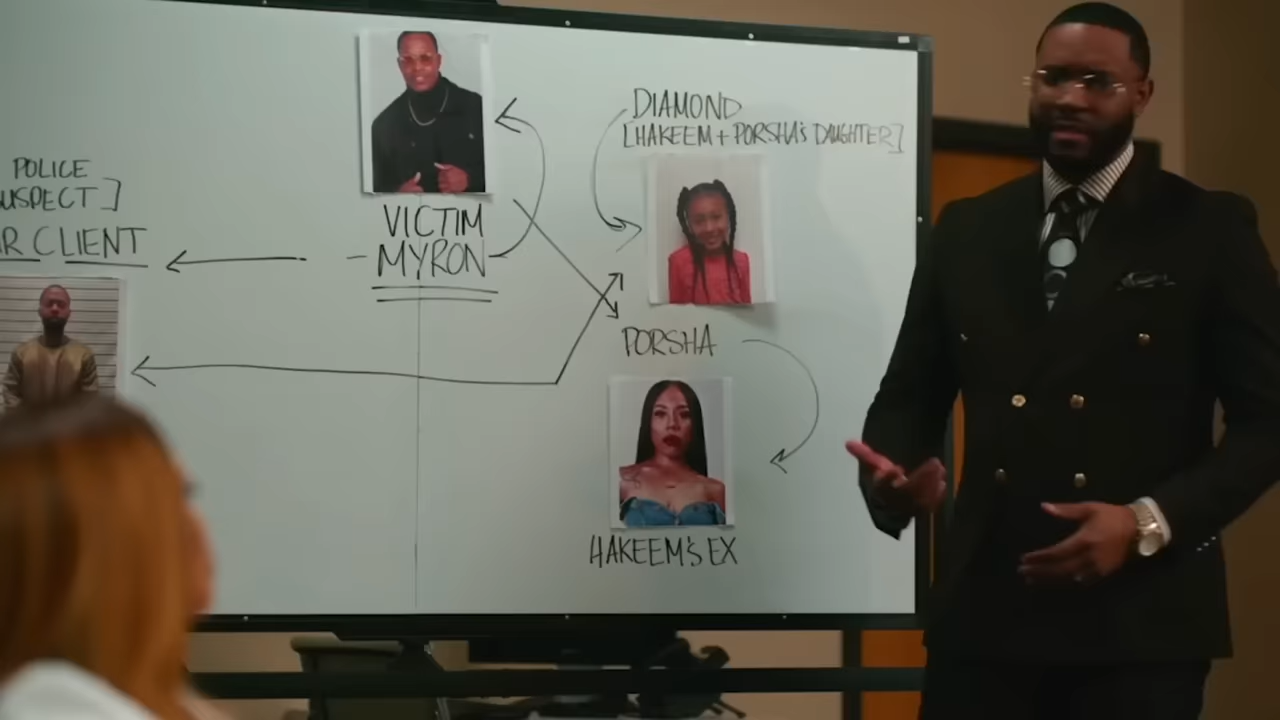 POLICE
USPECT]
R CLIENT
VICTIM
MYRON
DIAMOND
[HAKEEM + PORSHA'S DAUGHTER]
PORSHA
HAKEEM'S EX